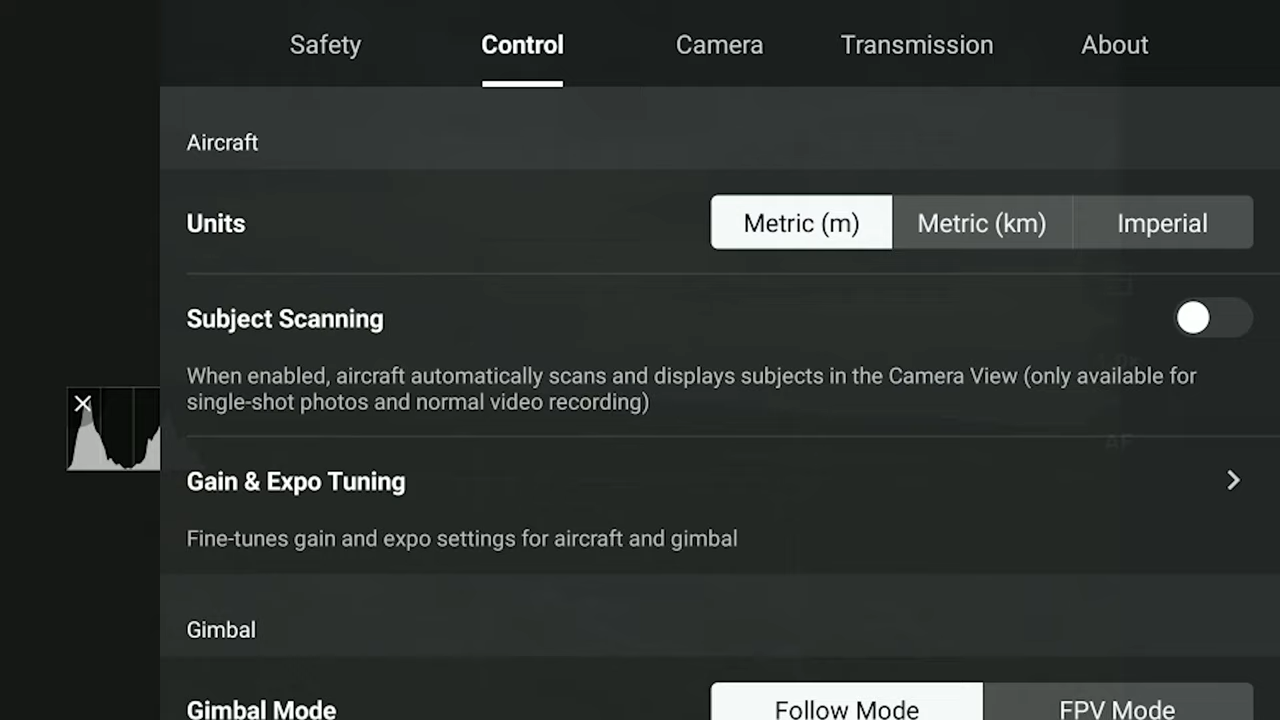 Safety Control Camera Transmission About
Aircraft
Units Metric (m) Metric (km) Imperial
Subject Scanning
When enabled, aircraft automatically scans and displays subjects in the Camera View (only available for
single-shot photos and normal video recording)
AF
Gain & Expo Tuning
Fine-tunes gain and expo settings for aircraft and gimbal
Gimbal
Gimbal Mode Follow Mode FPV Mode